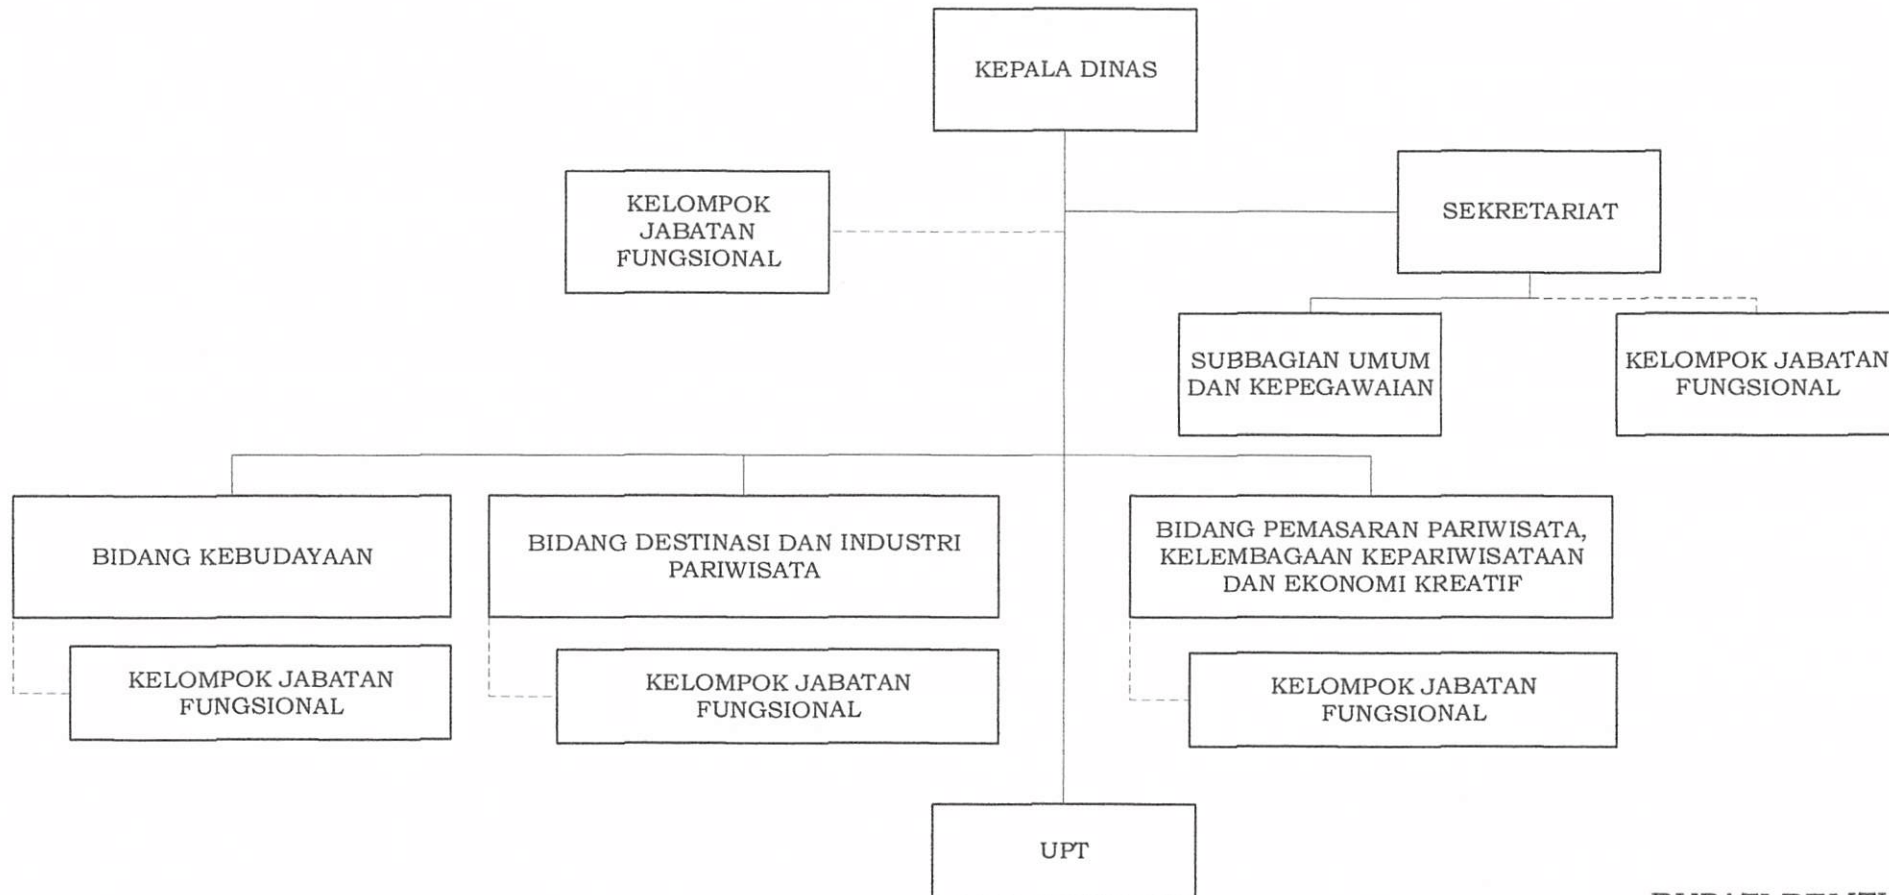 KEPALA DINAS
KELOMPOK
JABATAN
FUNGSIONAL
SEKRETARIAT
SUBBAGIAN UMUM
DAN KEPEGAWAIAN
KELOMPOK JABATAN
FUNGSIONAL
BIDANG KEBUDAYAAN
BIDANG DESTINASI DAN INDUSTRI
PARIWISATA
BIDANG PEMASARAN PARIWISATA,
KELEMBAGAAN KEPARIWISATAAN
DAN EKONOMI KREATIF
KELOMPOK JABATAN
FUNGSIONAL
KELOMPOK JABATAN
FUNGSIONAL
KELOMPOK JABATAN
FUNGSIONAL
UPT